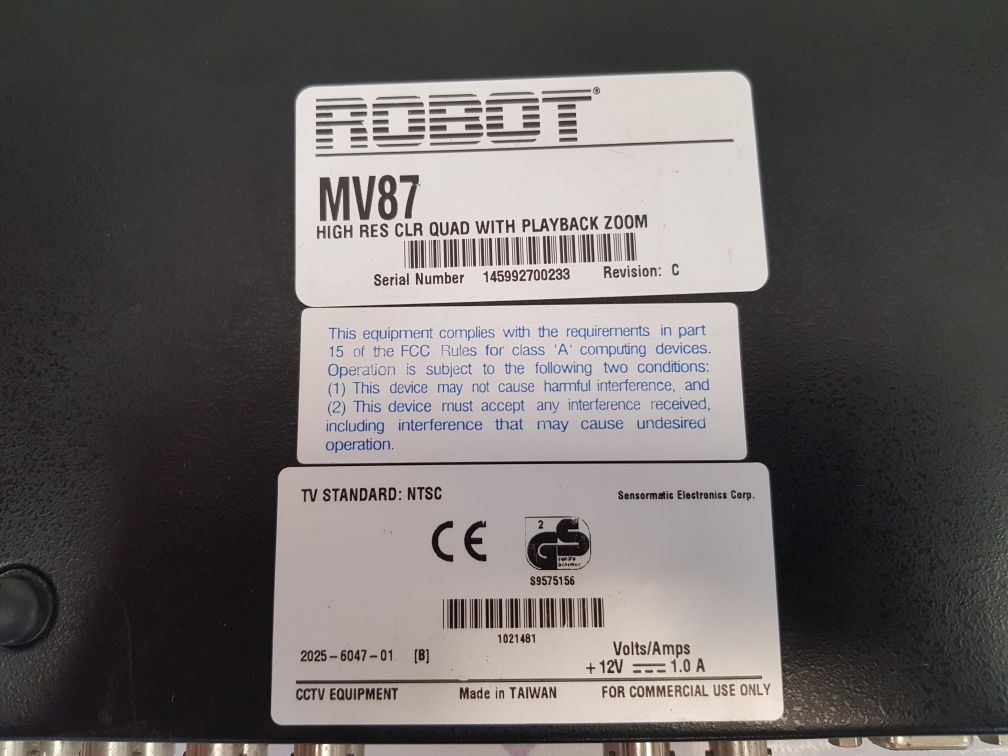 ROBOT®
MV87
HIGH RES CLR QUAD WITH PLAYBACK ZOOM
Serial Number 145992700233 Revision: C
This equipment complies with the requirements in part
15 of the FCC Rules for class 'A' computing devices.
Operation is subject to the following two conditions:
(1) This device may not cause harmful interference, and
(2) This device must accept any interference received,
including interference that may cause undesired
operation.
TV STANDARD: NTSC Sensormatic Electronics Corp.
CE 2 GS
geprüfte
Sicherheit
S9575156
1021481
2025-6047-01 [B] Volts/Amps
+12V 1.0 A
CCTV EQUIPMENT Made in TAIWAN FOR COMMERCIAL USE ONLY